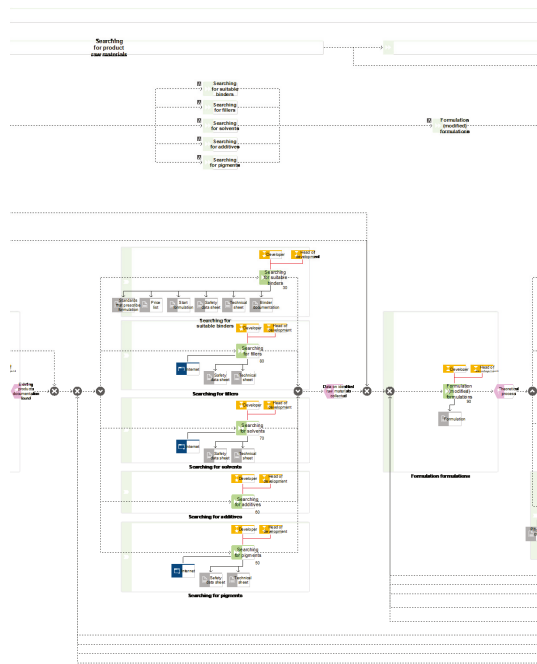 Searching
for product
raw materials
Searching
for suitable
binders
Searching
for fillers
Searching
for solvents
Searching
for additives
Searching
for pigments
Formulation
(modified)
formulations
Developer
Head of
development
Searching
for suitable
binders
Price
list
Start
formulation
Safety
data sheet
Technical
sheet
Binder
documentation
Searching for
suitable binders
Developer
Head of
development
Searching
for fillers
Internet
Safety
data sheet
Technical
sheet
Searching for fillers
Developer
Head of
development
Searching
for solvents
70
Internet
Safety
data sheet
Technical
sheet
Searching for solvents
Developer
Head of
development
Searching
for additives
Searching for additives
Developer
Head of
development
Searching
for pigments
Internet
Safety
data sheet
Technical
sheet
Searching for pigments
Developer
Head of
development
Formulation
(modified)
formulations
Formulation
Formulation formulations